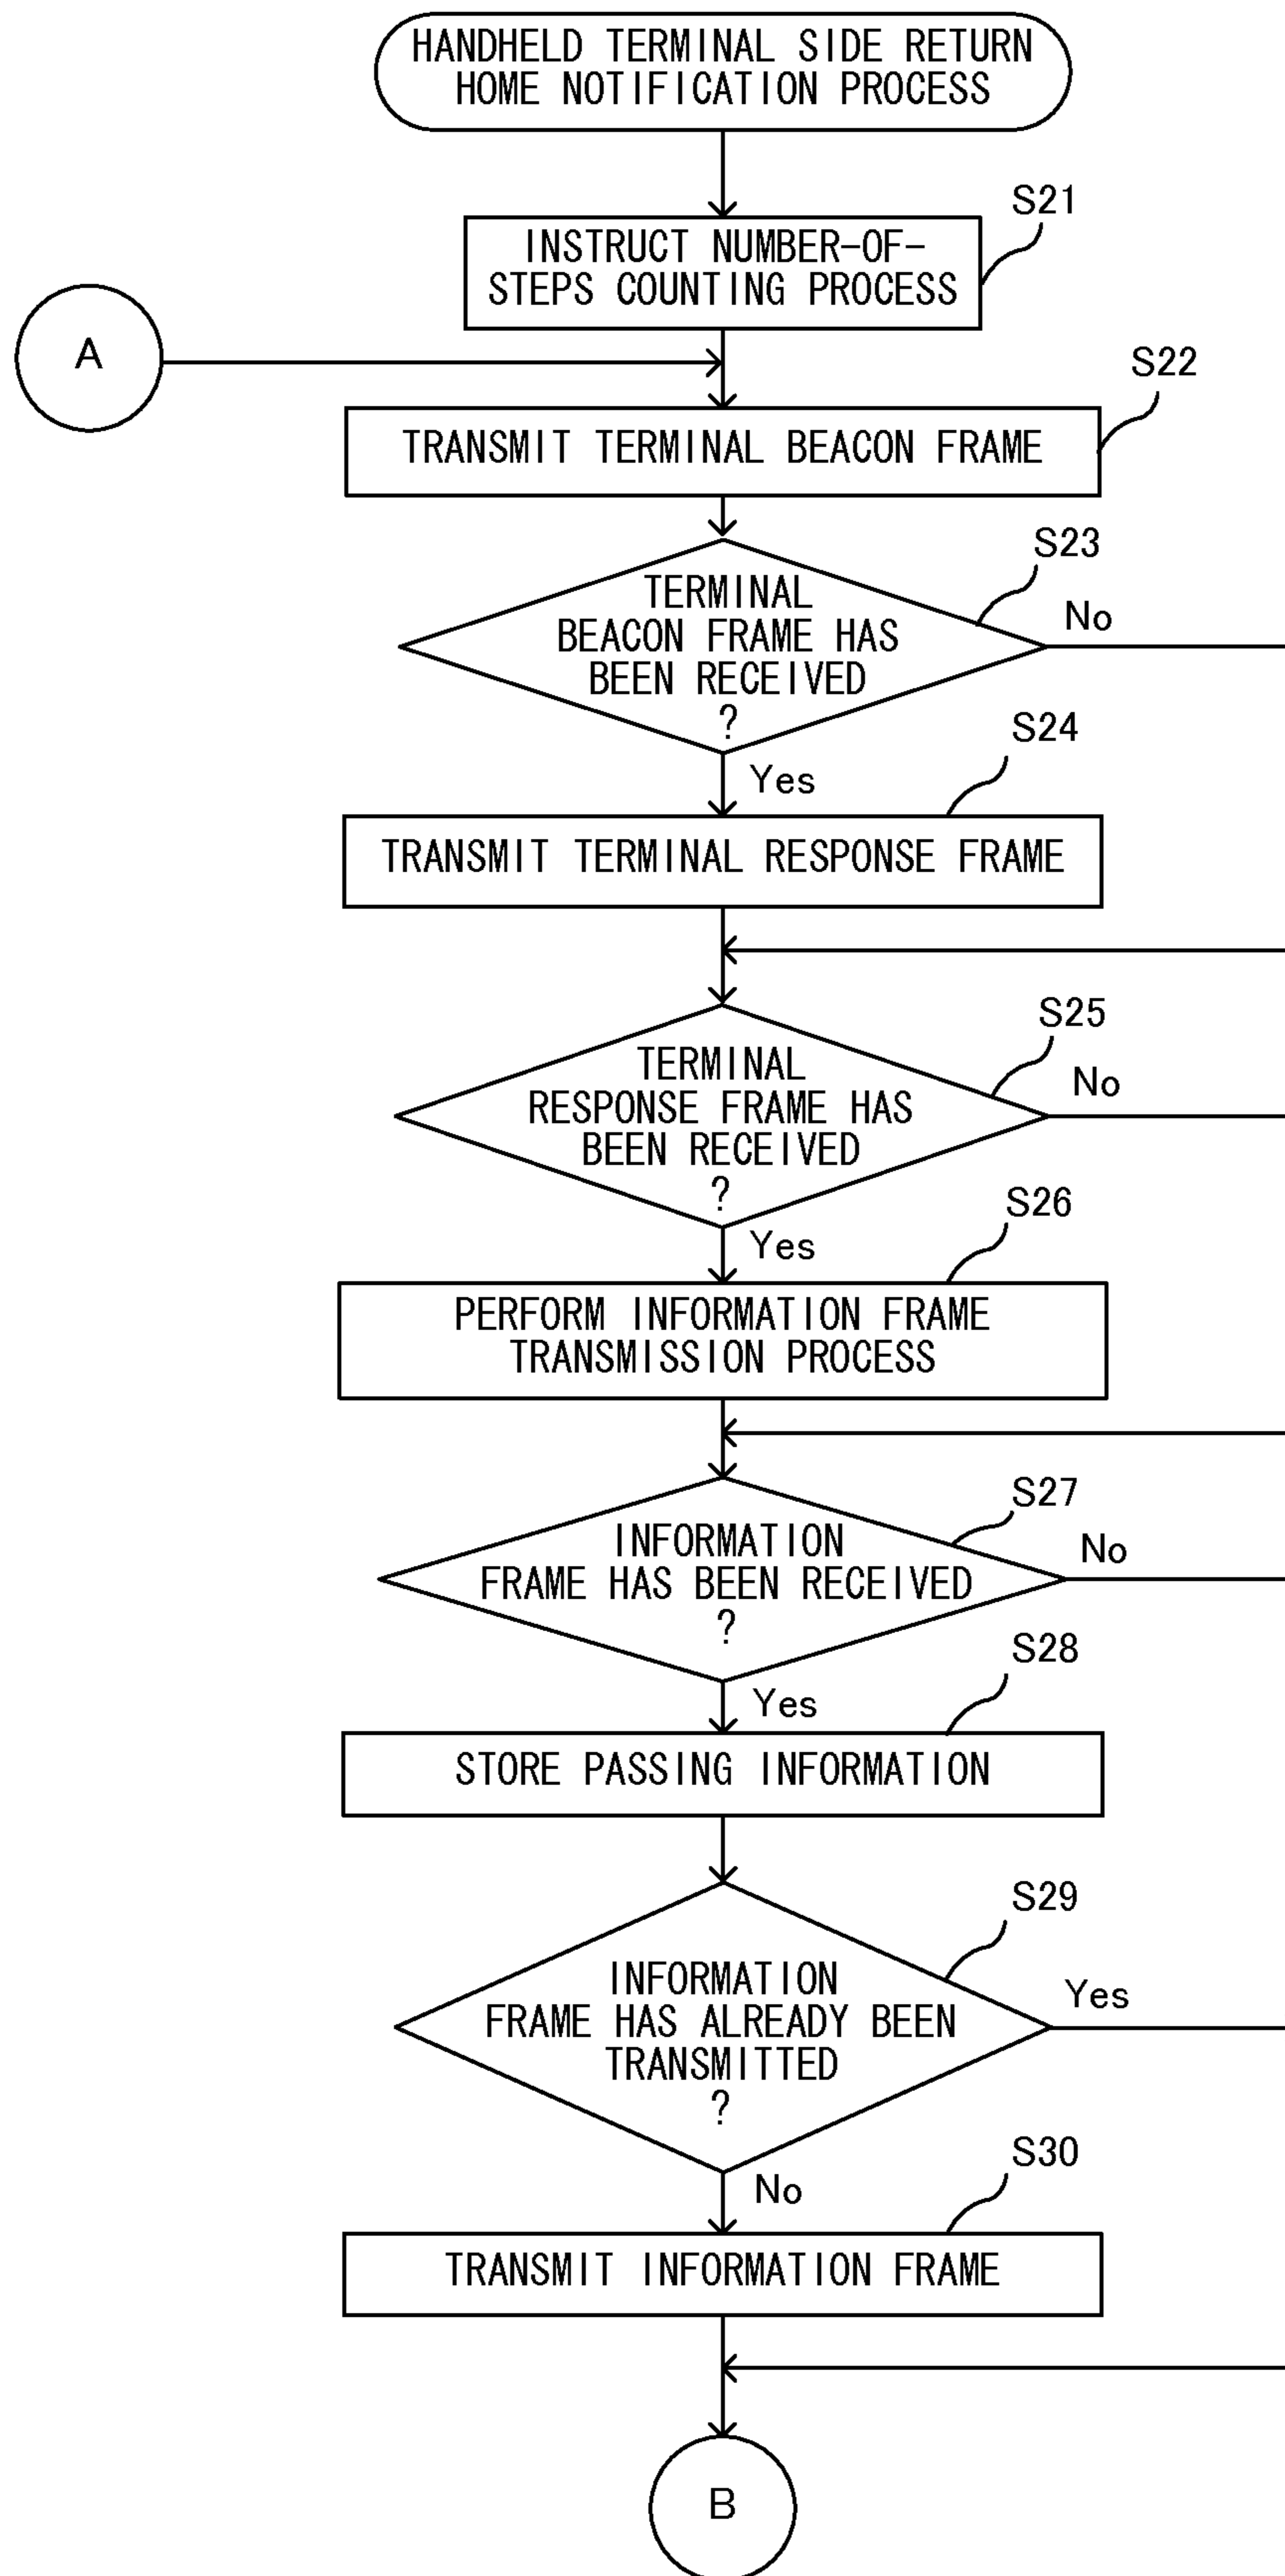 HANDHELD TERMINAL SIDE RETURN
HOME NOTIFICATION PROCESS
S21
INSTRUCT NUMBER-OF-
STEPS COUNTING PROCESS
A
S22
TRANSMIT TERMINAL BEACON FRAME
S23
TERMINAL
BEACON FRAME HAS
BEEN RECEIVED
?
No
Yes
S24
TRANSMIT TERMINAL RESPONSE FRAME
S25
TERMINAL
RESPONSE FRAME HAS
BEEN RECEIVED
?
No
Yes
S26
PERFORM INFORMATION FRAME
TRANSMISSION PROCESS
S27
INFORMATION
FRAME HAS BEEN RECEIVED
?
No
Yes
S28
STORE PASSING INFORMATION
S29
INFORMATION
FRAME HAS ALREADY BEEN
TRANSMITTED
?
Yes
No
S30
TRANSMIT INFORMATION FRAME
B